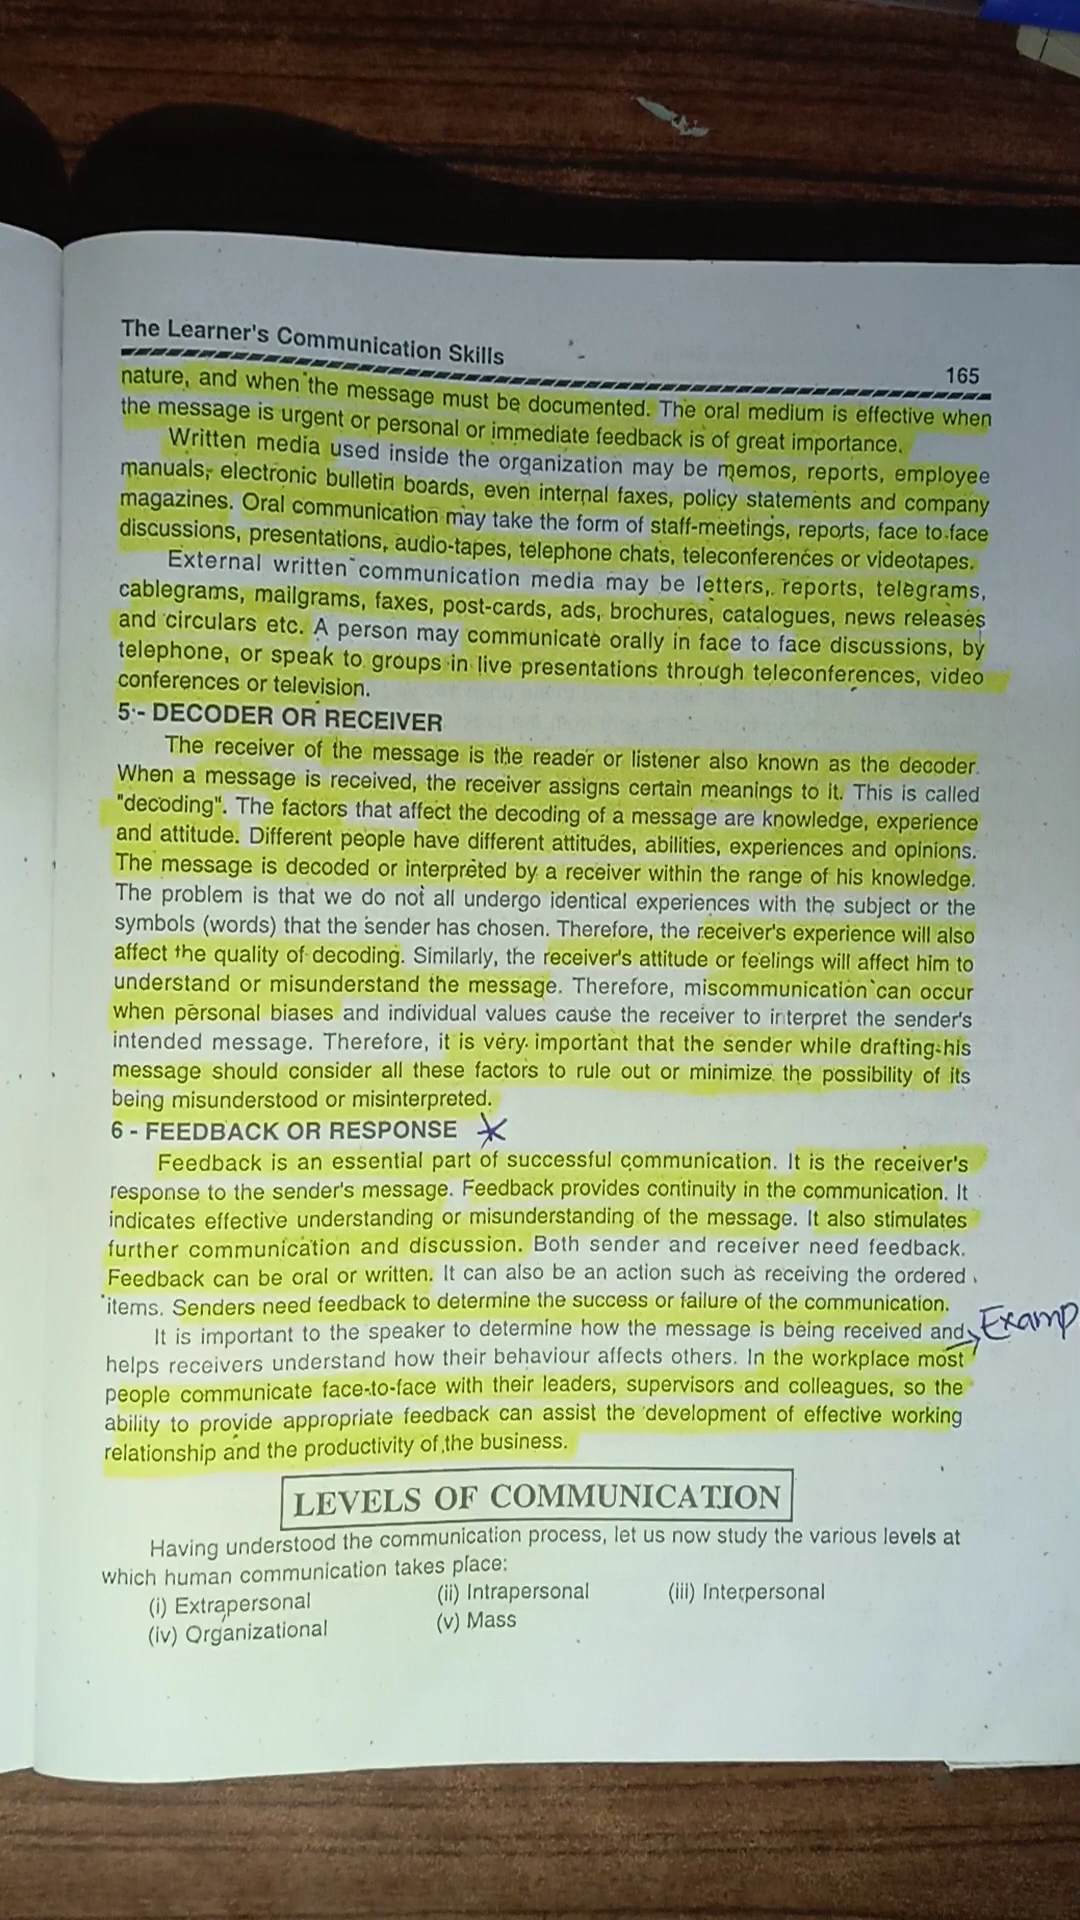 The Learner's Communication Skills
165
nature, and when the message must be documented. The oral medium is effective when
the message is urgent or personal or immediate feedback is of great importance.
Written media used inside the organization may be memos, reports, employee
manuals, electronic bulletin boards, even internal faxes, policy statements and company
magazines. Oral communication may take the form of staff-meetings, reports, face to face
discussions, presentations, audio-tapes, telephone chats, teleconferences or videotapes.
External written communication media may be letters, reports, telegrams,
cablegrams, mailgrams, faxes, post-cards, ads, brochures, catalogues, news releases
and circulars etc. A person may communicate orally in face to face discussions, by
telephone, or speak to groups in live presentations through teleconferences, video
conferences or television.
5 - DECODER OR RECEIVER
The receiver of the message is the reader or listener also known as the decoder.
When a message is received, the receiver assigns certain meanings to it. This is called
"decoding". The factors that affect the decoding of a message are knowledge, experience
and attitude. Different people have different attitudes, abilities, experiences and opinions.
The message is decoded or interpreted by a receiver within the range of his knowledge.
The problem is that we do not all undergo identical experiences with the subject or the
symbols (words) that the sender has chosen. Therefore, the receiver's experience will also
affect the quality of decoding. Similarly, the receiver's attitude or feelings will affect him to
understand or misunderstand the message. Therefore, miscommunication can occur
when personal biases and individual values cause the receiver to interpret the sender's
intended message. Therefore, it is very important that the sender while drafting his
message should consider all these factors to rule out or minimize the possibility of its
being misunderstood or misinterpreted.
6 - FEEDBACK OR RESPONSE
Feedback is an essential part of successful communication. It is the receiver's
response to the sender's message. Feedback provides continuity in the communication. It
indicates effective understanding or misunderstanding of the message. It also stimulates
further communication and discussion. Both sender and receiver need feedback.
Feedback can be oral or written. It can also be an action such as receiving the ordered
items. Senders need feedback to determine the success or failure of the communication.
It is important to the speaker to determine how the message is being received and
Examp
helps receivers understand how their behaviour affects others. In the workplace most
people communicate face-to-face with their leaders, supervisors and colleagues, so the
ability to provide appropriate feedback can assist the development of effective working
relationship and the productivity of the business.
LEVELS OF COMMUNICATION
Having understood the communication process, let us now study the various levels at
which human communication takes place:
(i) Extrapersonal (ii) Intrapersonal (iii) Interpersonal
(iv) Organizational (v) Mass